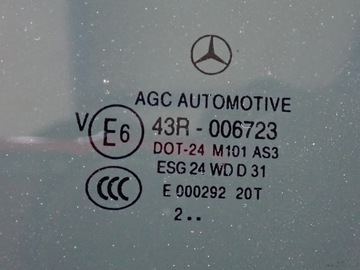 AGC AUTOMOTIVE
V E6 43R - 006723
DOT-24 M101 AS3
ESG 24 WD D 31
CCC E 000292 20T
2..